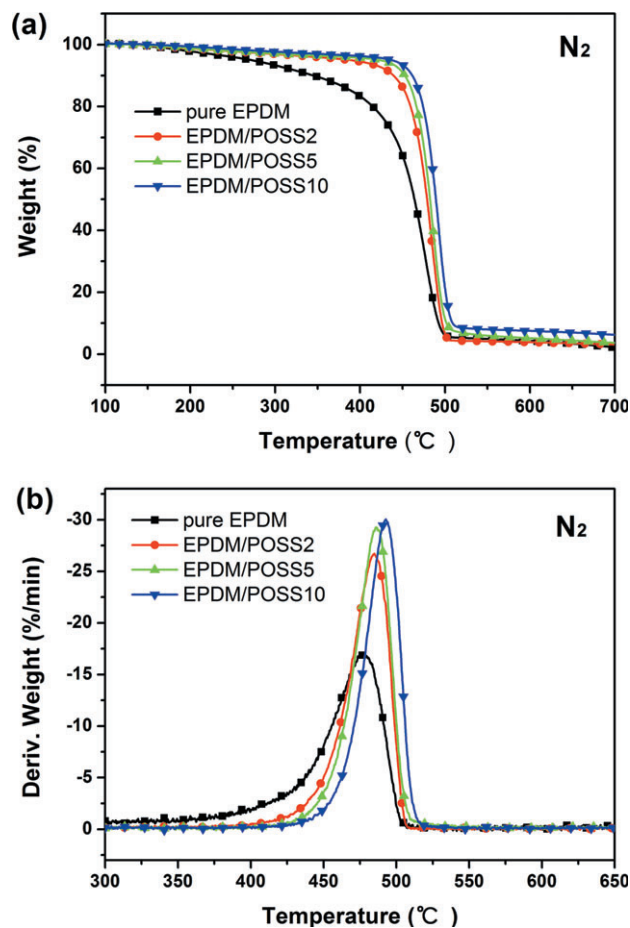 (a)
N2
pure EPDM
EPDM/POSS2
EPDM/POSS5
EPDM/POSS10
Weight (%)
100
80
60
40
20
0
100 200 300 400 500 600 700
Temperature (℃ )
(b)
N2
pure EPDM
EPDM/POSS2
EPDM/POSS5
EPDM/POSS10
Deriv. Weight (%/min)
-30
-25
-20
-15
-10
-5
0
300 350 400 450 500 550 600 650
Temperature (℃ )